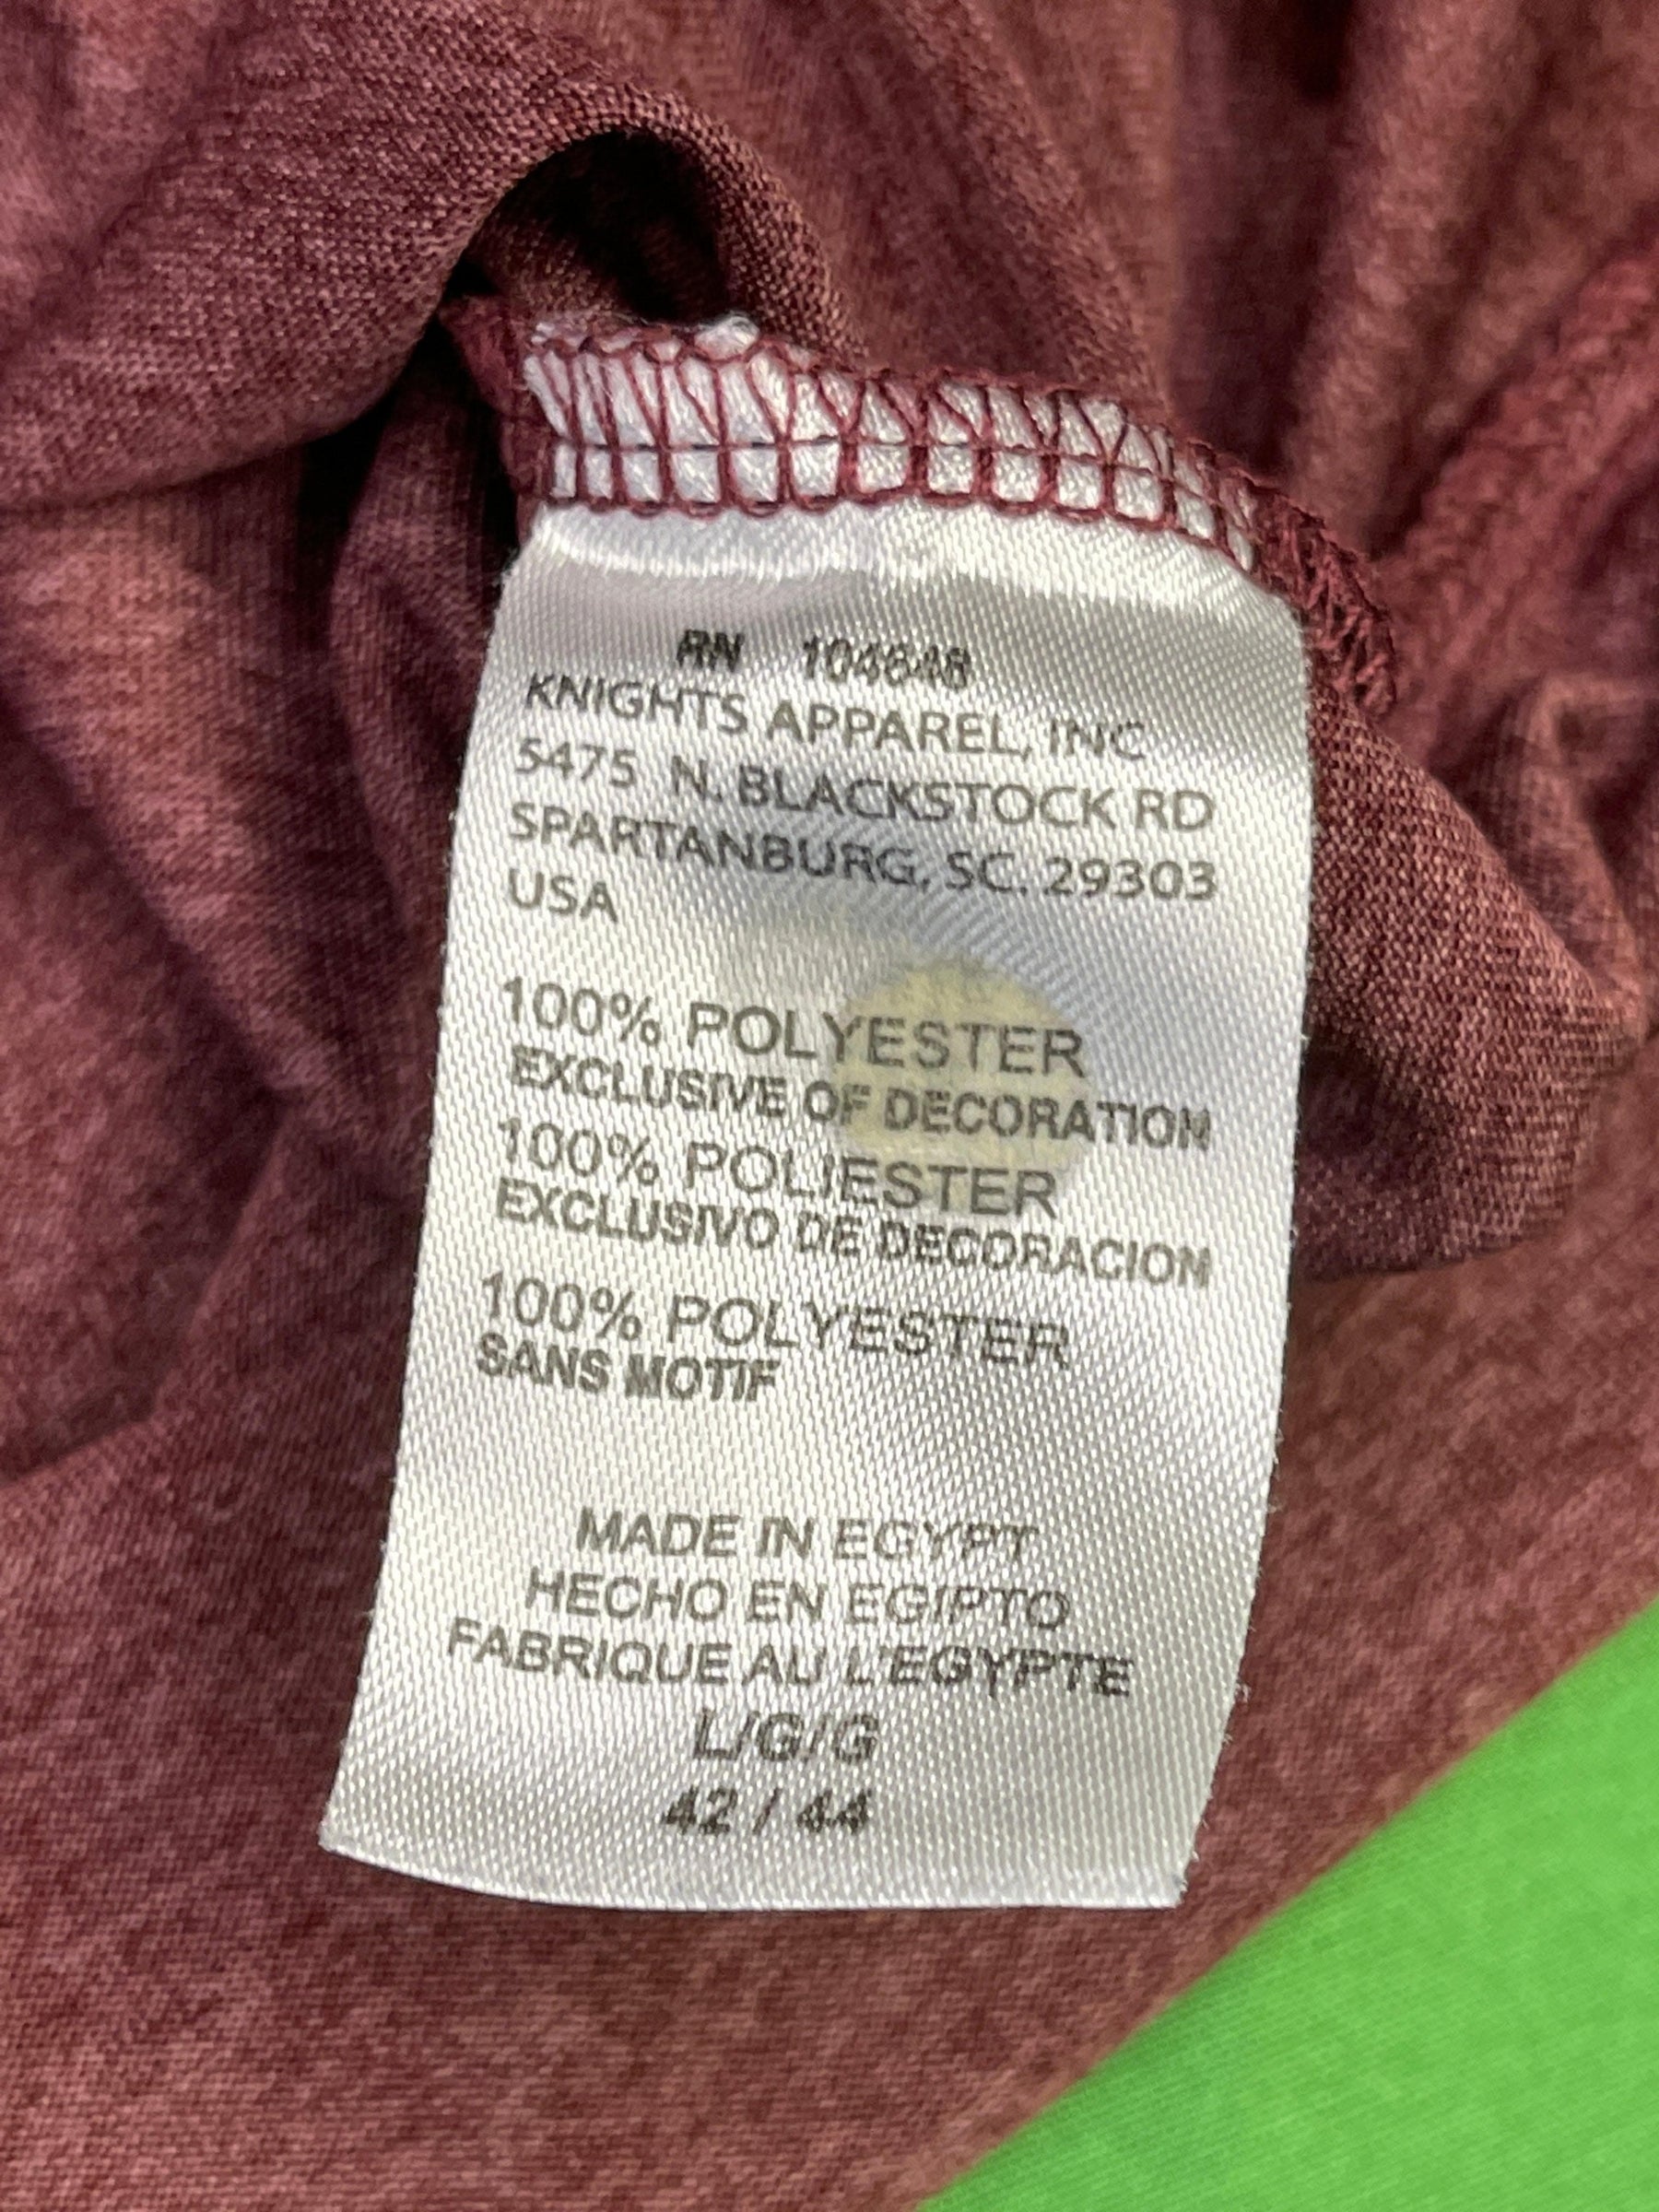 RN 104648
KNIGHTS APPAREL, INC
5475 N. BLACKSTOCK RD
SPARTANBURG, SC. 29303
USA
100% POLYESTER
EXCLUSIVE OF DECORATION
100% POLIESTER
EXCLUSIVO DE DECORACION
100% POLYESTER
SANS MOTIF
MADE IN EGYPT
HECHO EN EGIPTO
FABRIQUE AU L'EGYPTE
L/G/G
42 / 44